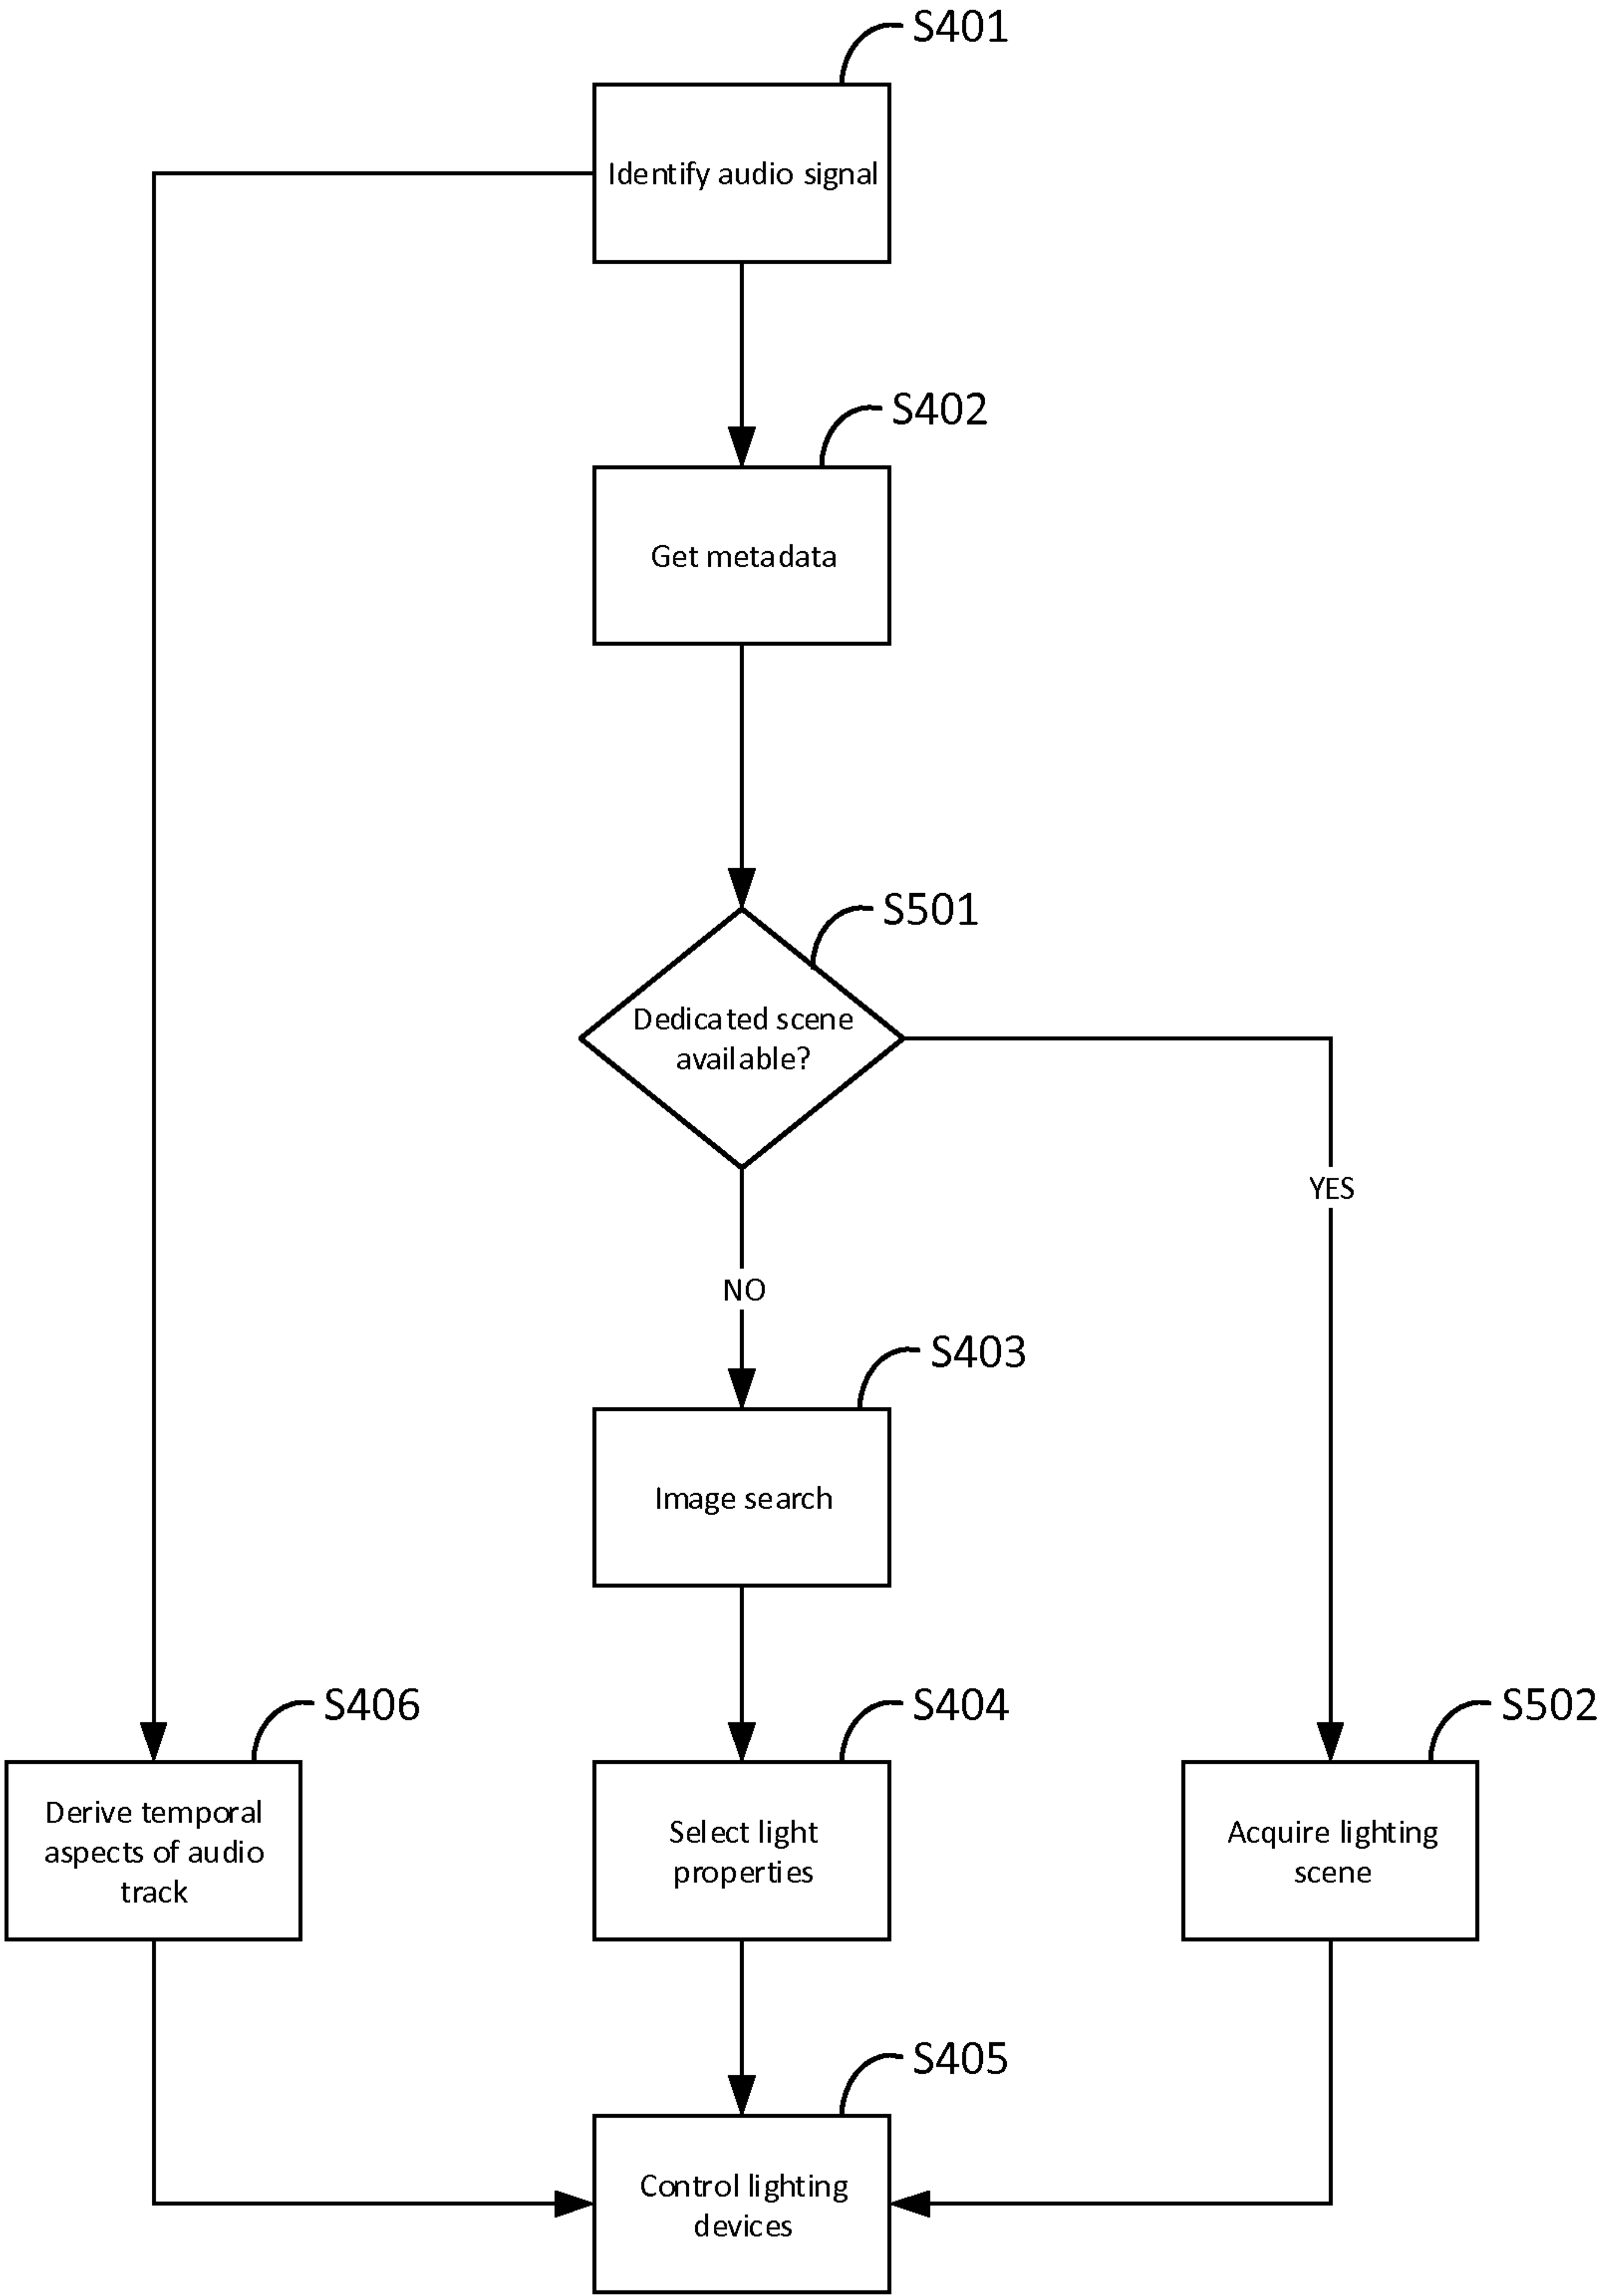 S401
Identify audio signal
S402
Get metadata
S501
Dedicated scene
available?
YES
NO
S403
Image search
S406
Derive temporal
aspects of audio
track
S404
Select light
properties
S502
Acquire lighting
scene
S405
Control lighting
devices